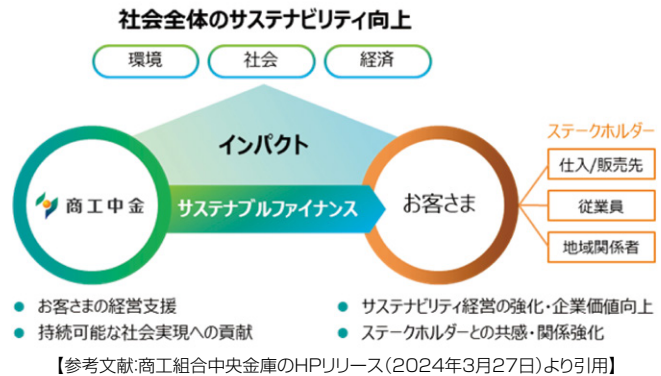 社会全体のサステナビリティ向上
環境
社会
経済
インパクト
ステークホルダー
商工中金
サステナブルファイナンス
お客さま
仕入/販売先
従業員
地域関係者
● お客さまの経営支援
● 持続可能な社会実現への貢献
● サステナビリティ経営の強化・企業価値向上
● ステークホルダーとの共感・関係強化
【参考文献:商工組合中央金庫のHPリリース(2024年3月27日)より引用】